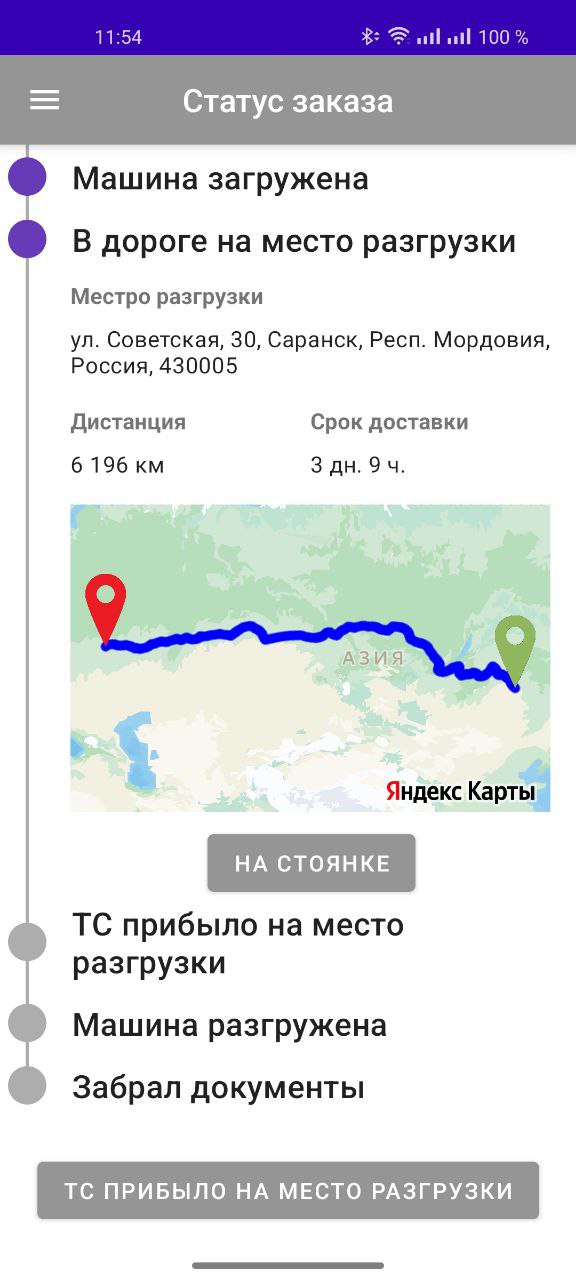 11:54
100 %
Статус заказа
Машина загружена
В дороге на место разгрузки
Местро разгрузки
ул. Советская, 30, Саранск, Респ. Мордовия,
Россия, 430005
Дистанция
Срок доставки
6 196 км
3 дн. 9 ч.
АЗИЯ
Яндекс Карты
НА СТОЯНКЕ
ТС прибыло на место
разгрузки
Машина разгружена
Забрал документы
ТС ПРИБЫЛО НА МЕСТО РАЗГРУЗКИ